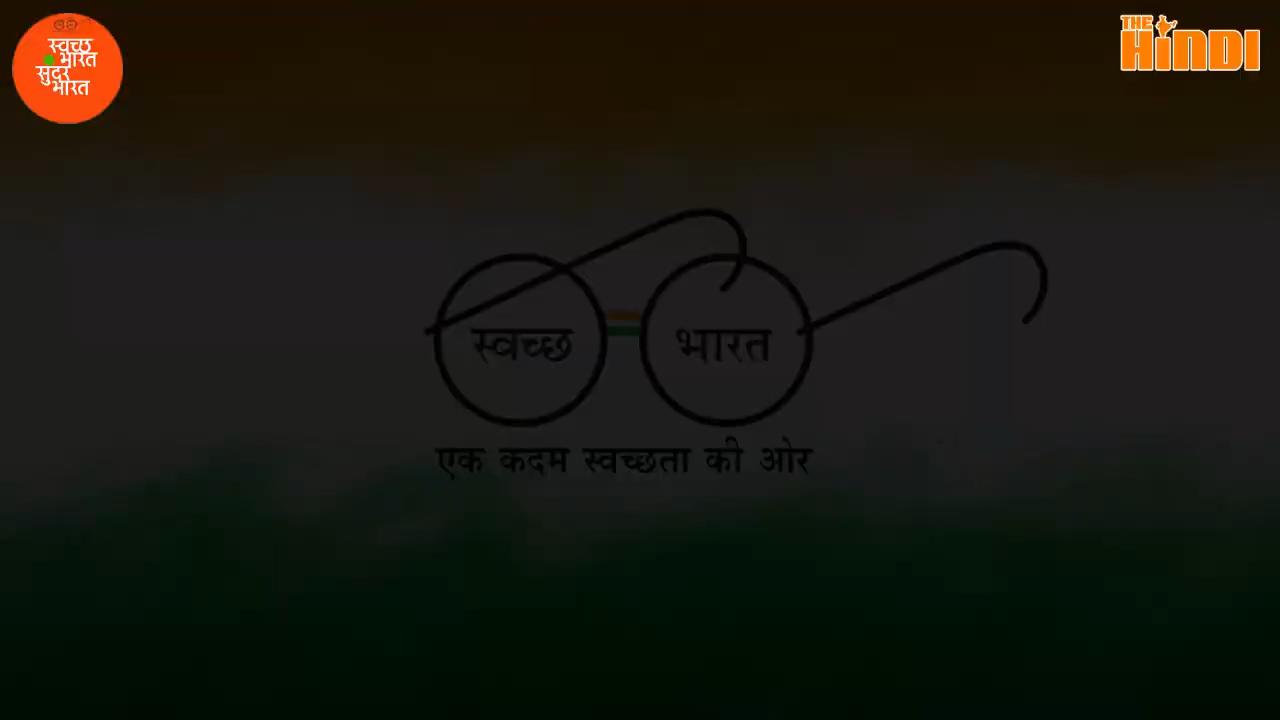 स्वच्छ
भारत
सुदर
भारत
THE
HINDI
स्वच्छ भारत
एक कदम स्वच्छता की ओर